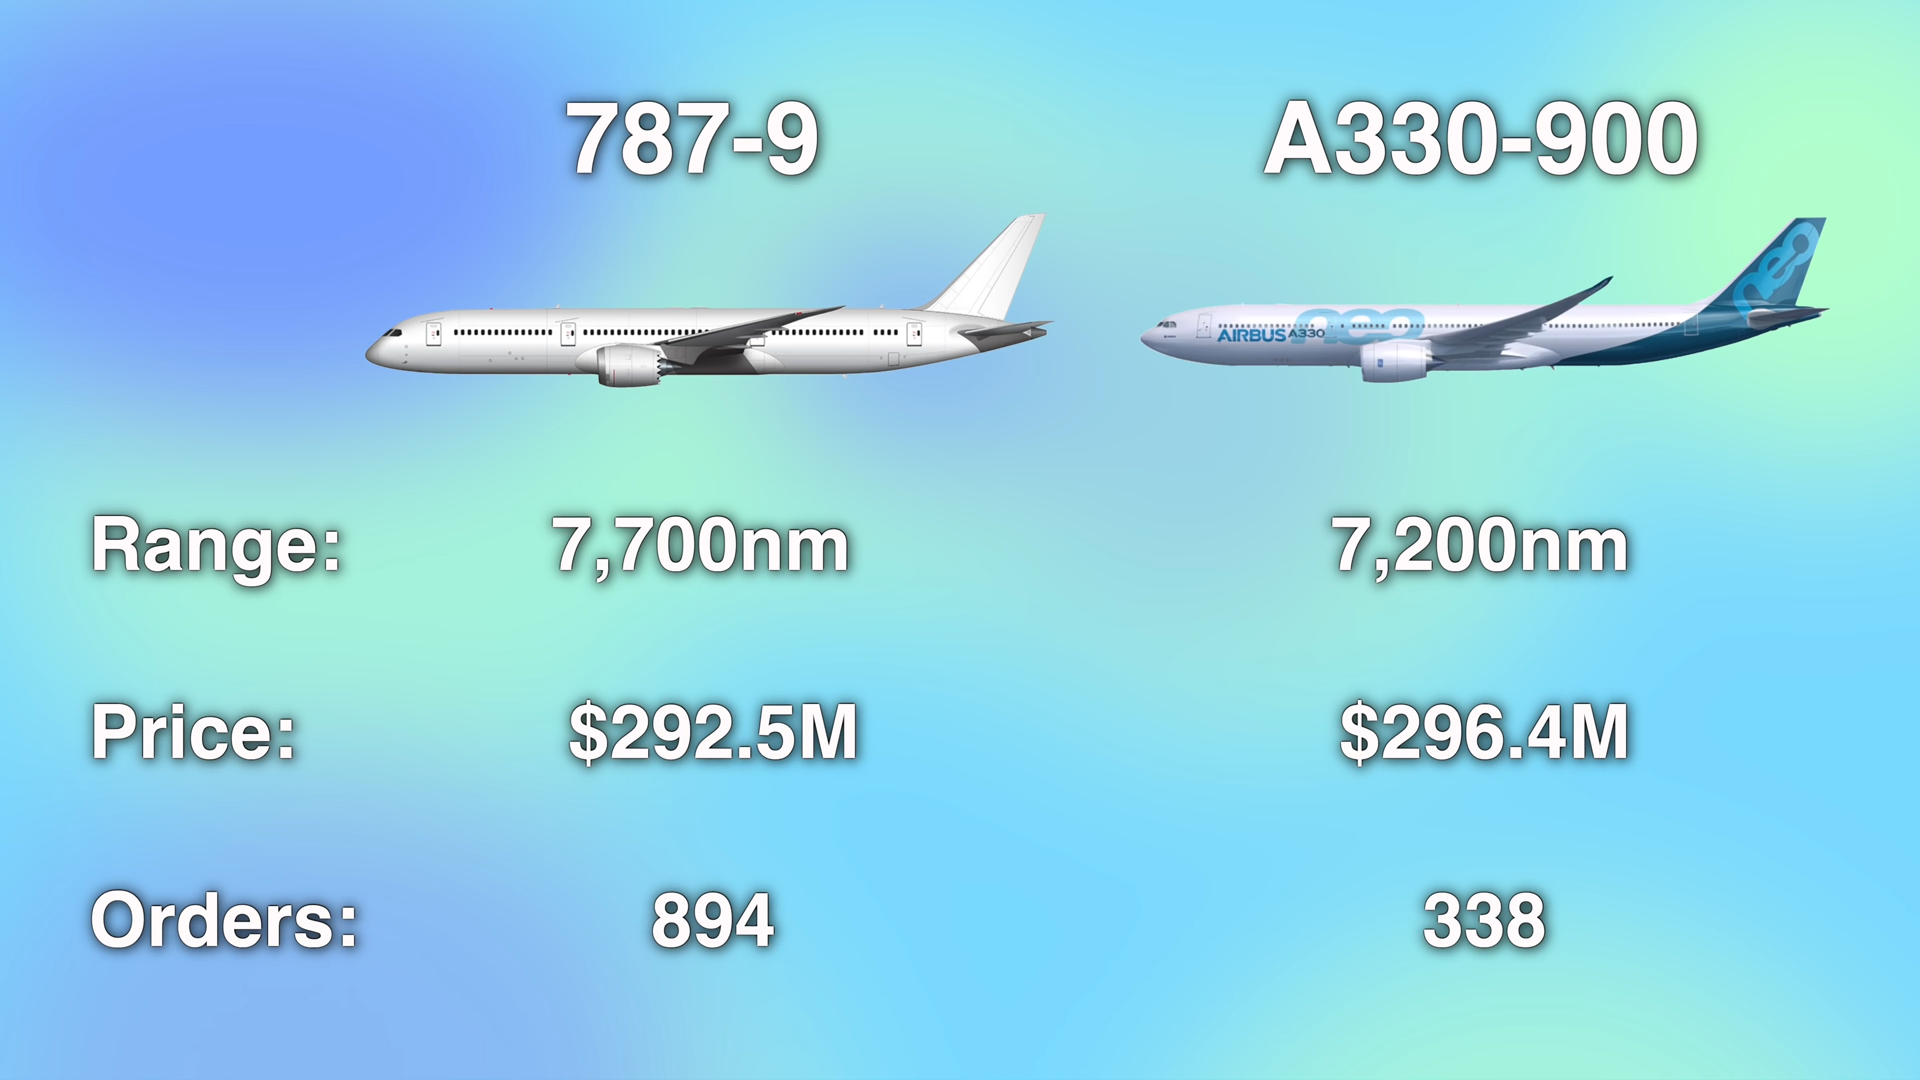 787-9 A330-900
AIRBUS A330 neo
neo
Range: 7,700nm 7,200nm
Price: $292.5M $296.4M
Orders: 894 338